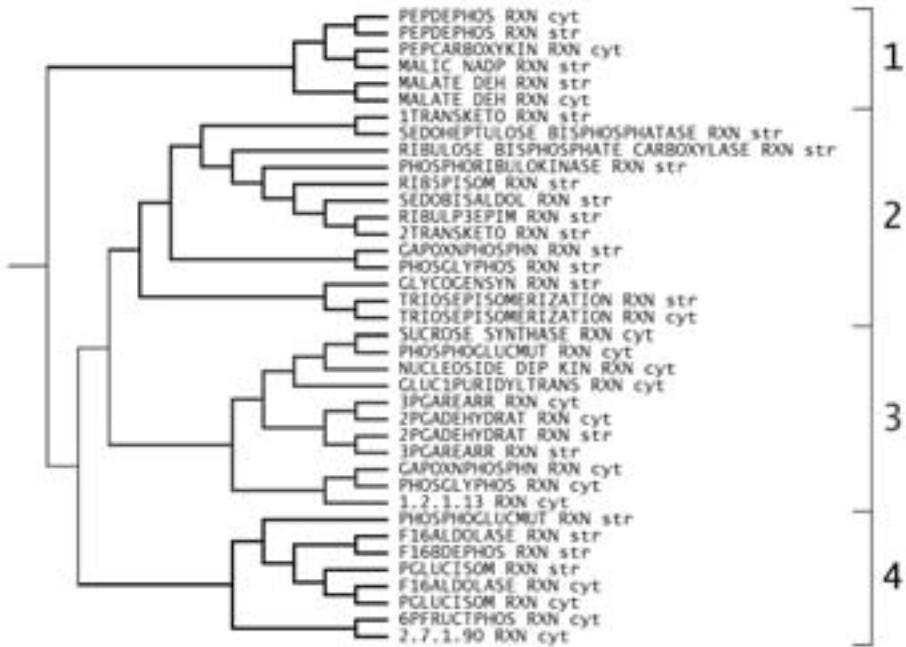 PEPDEPHOS RXN cyt
PEPDEPHOS RXN str
PEPCARBOXYKIN RXN cyt
MALIC NADP RXN str
MALATE DEH RXN str
MALATE DEH RXN cyt
1TRANSKETO RXN str
SEDOHEPTULOSE BISPHOSPHATASE RXN str
RIBULOSE BISPHOSPHATE CARBOXYLASE RXN str
PHOSPHORIBULOKINASE RXN str
RIB5PISOM RXN str
SEDOBISALDOL RXN str
RIBULP3EPIM RXN str
2TRANSKETO RXN str
GAPOXNPHOSPHN RXN str
PHOSGLYPHOS RXN str
GLYCOGENSYN RXN str
TRIOSEPISOMERIZATION RXN str
TRIOSEPISOMERIZATION RXN cyt
SUCROSE SYNTHASE RXN cyt
PHOSPHOGLUCMUT RXN cyt
NUCLEOSIDE DIP KIN RXN cyt
GLUC1PURIDYLTRANS RXN cyt
3PGAREARR RXN cyt
2PGADEHYDRAT RXN cyt
2PGADEHYDRAT RXN str
3PGAREARR RXN str
GAPOXNPHOSPHN RXN cyt
PHOSGLYPHOS RXN cyt
1.2.1.13 RXN cyt
PHOSPHOGLUCMUT RXN str
F16ALDOLASE RXN str
F16BDEPHOS RXN str
PGLUCISOM RXN str
F16ALDOLASE RXN cyt
PGLUCISOM RXN cyt
6PFRUCTPHOS RXN cyt
2.7.1.90 RXN cyt
1
2
3
4